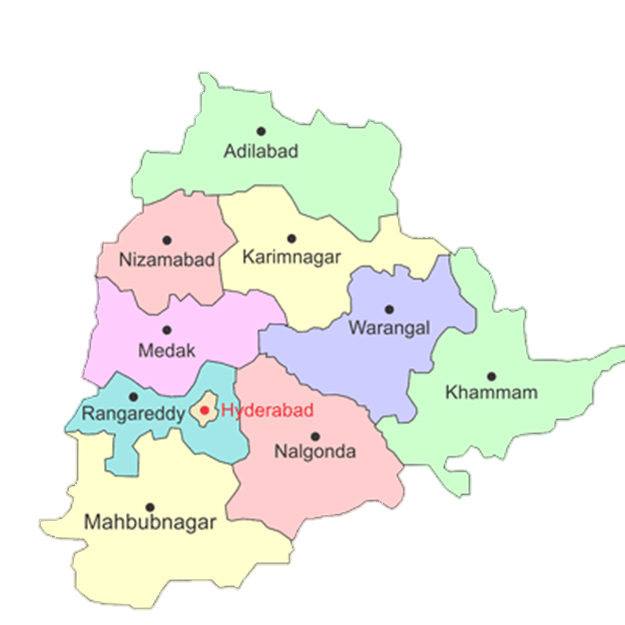 Adilabad
Nizamabad
Karimnagar
Medak
Warangal
Khammam
Rangareddy
Hyderabad
Nalgonda
Mahbubnagar